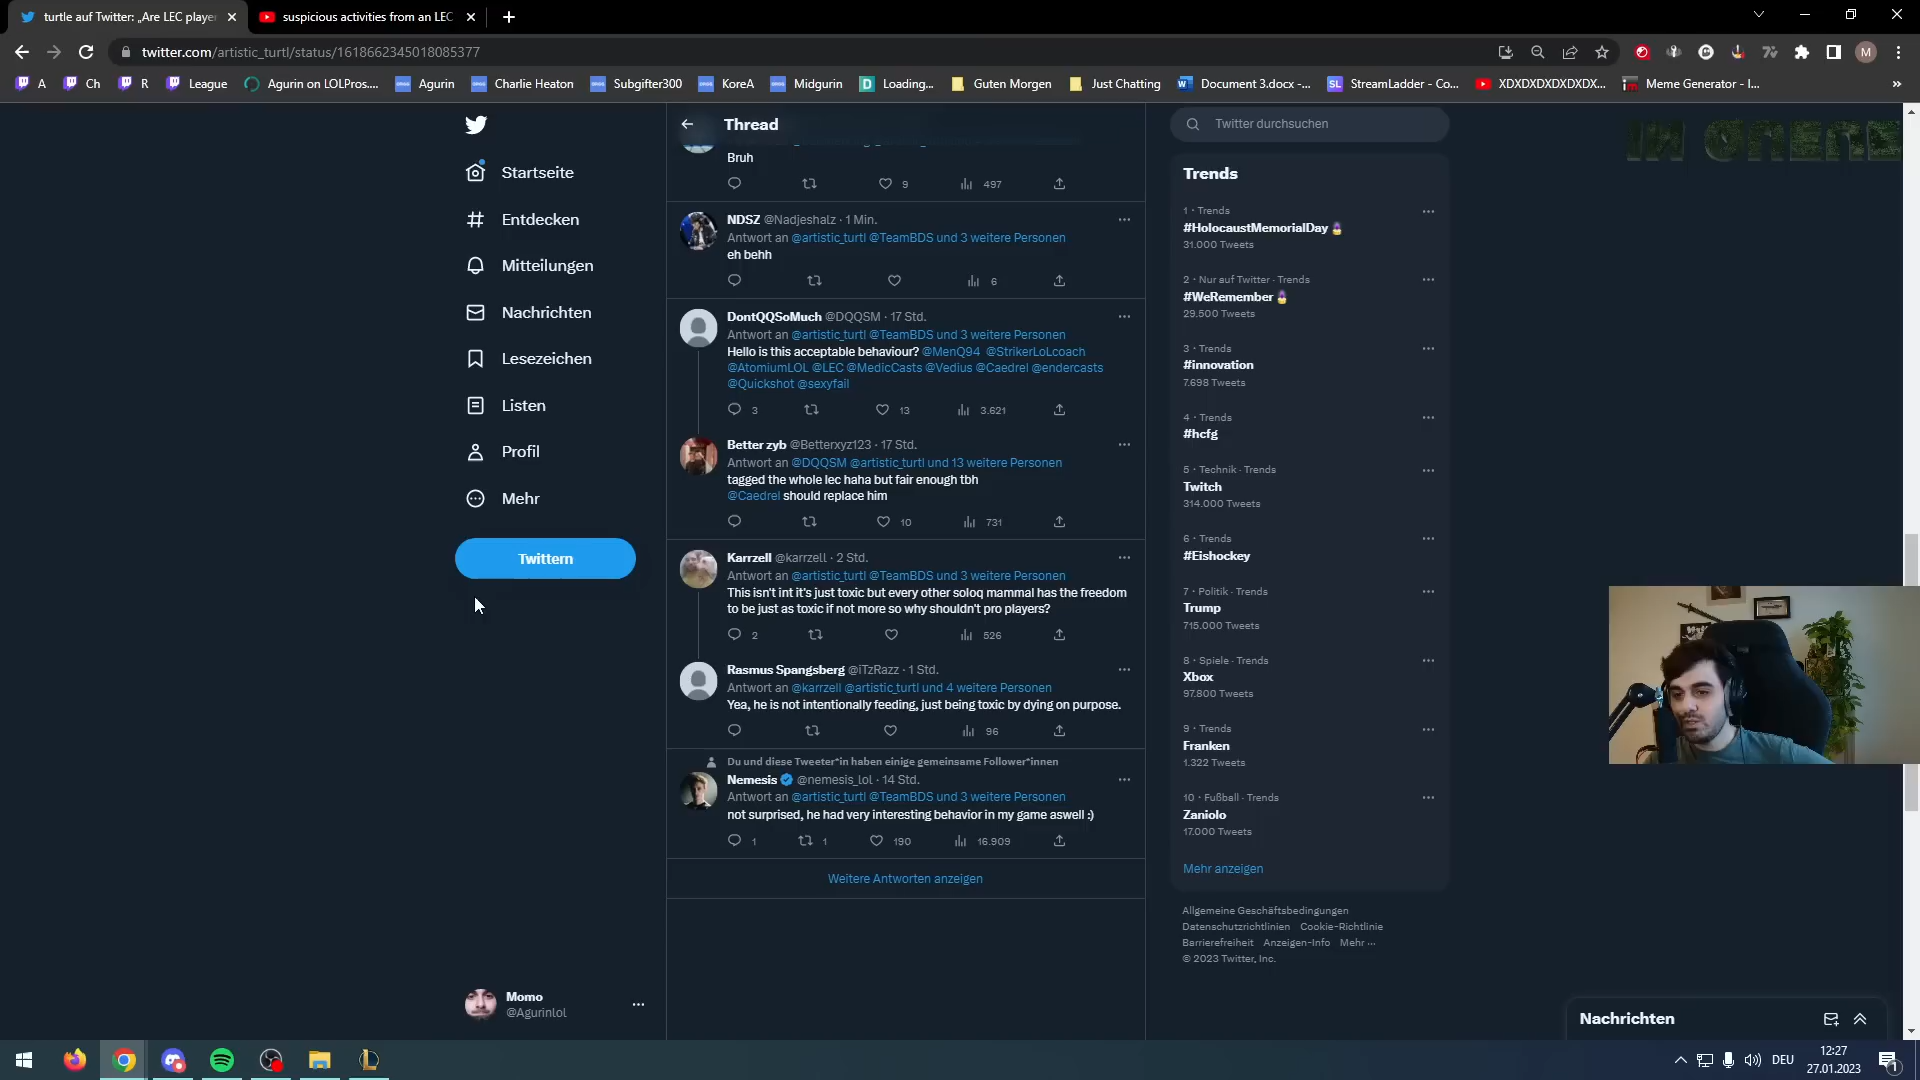 turtle auf Twitter: „Are LEC playe
suspicious activities from an LEC
twitter.com/artistic_turtl/status/1618662345018085377
M
A
Ch
R
League
Agurin on LOLPros....
Agurin
Charlie Heaton
Subgifter300
KoreA
Midgurin
Loading...
Guten Morgen
Just Chatting
Document 3.docx -...
StreamLadder - Co...
XDXDXDXDXDXDX...
Meme Generator - I...
Startseite
Entdecken
Mitteilungen
Nachrichten
Lesezeichen
Listen
Profil
Mehr
Twittern
Momo
@Agurinlol
Thread
Bruh
9
497
NDSZ @Nadjeshalz · 1 Min.
Antwort an @artistic_turtl @TeamBDS und 3 weitere Personen
eh behh
6
DontQQSoMuch @DQQSM · 17 Std.
Antwort an @artistic_turtl @TeamBDS und 3 weitere Personen
Hello is this acceptable behaviour? @MenQ94 @StrikerLoLcoach
@AtomiumLOL @LEC @MedicCasts @Vedius @Caedrel @endercasts
@Quickshot @sexyfail
3
13
3.621
Better zyb @Betterxyz123 · 17 Std.
Antwort an @DQQSM @artistic_turtl und 13 weitere Personen
tagged the whole lec haha but fair enough tbh
@Caedrel should replace him
10
731
Karrzell @karrzell · 2 Std.
Antwort an @artistic_turtl @TeamBDS und 3 weitere Personen
This isn't int it's just toxic but every other soloq mammal has the freedom
to be just as toxic if not more so why shouldn't pro players?
2
526
Rasmus Spangsberg @iTzRazz · 1 Std.
Antwort an @karrzell @artistic_turtl und 4 weitere Personen
Yea, he is not intentionally feeding, just being toxic by dying on purpose.
96
Du und diese Tweeter*in haben einige gemeinsame Follower*innen
Nemesis @nemesis_lol · 14 Std.
Antwort an @artistic_turtl @TeamBDS und 3 weitere Personen
not surprised, he had very interesting behavior in my game aswell :)
1
1
190
16.909
Weitere Antworten anzeigen
Twitter durchsuchen
Trends
1 · Trends
#HolocaustMemorialDay
31.000 Tweets
2 · Nur auf Twitter · Trends
#WeRemember
29.500 Tweets
3 · Trends
#innovation
7.698 Tweets
4 · Trends
#hcfg
5 · Technik · Trends
Twitch
314.000 Tweets
6 · Trends
#Eishockey
7 · Politik · Trends
Trump
715.000 Tweets
8 · Spiele · Trends
Xbox
97.800 Tweets
9 · Trends
Franken
1.322 Tweets
10 · Fußball · Trends
Zaniolo
17.000 Tweets
Mehr anzeigen
Allgemeine Geschäftsbedingungen
Datenschutzrichtlinien Cookie-Richtlinie
Barrierefreiheit Anzeigen-Info Mehr ···
© 2023 Twitter, Inc.
Nachrichten
DEU
12:27
27.01.2023
1